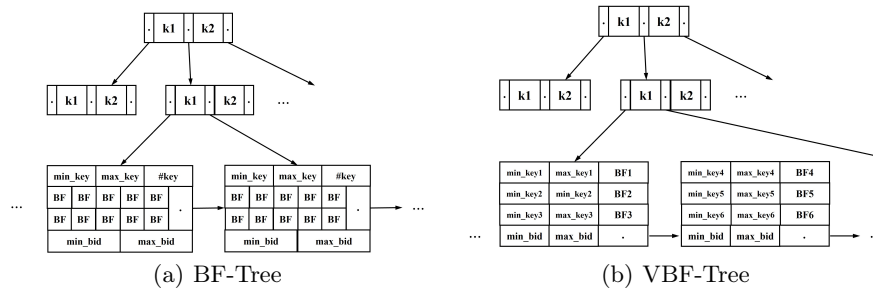 . k1 . k2 .
. k1 . k2 . . k1 . k2 . ...
min_key max_key #key min_key max_key #key
BF BF BF BF BF . BF BF BF BF BF .
... BF BF BF BF BF BF BF BF BF BF ...
min_bid max_bid min_bid max_bid
(a) BF-Tree
. k1 . k2 .
. k1 . k2 . . k1 . k2 . ...
min_key1 max_key1 BF1 min_key4 max_key4 BF4
min_key2 min_key2 BF2 min_key5 max_key5 BF5
min_key3 max_key3 BF3 min_key6 max_key6 BF6
... min_bid max_bid . min_bid max_bid . ...
(b) VBF-Tree